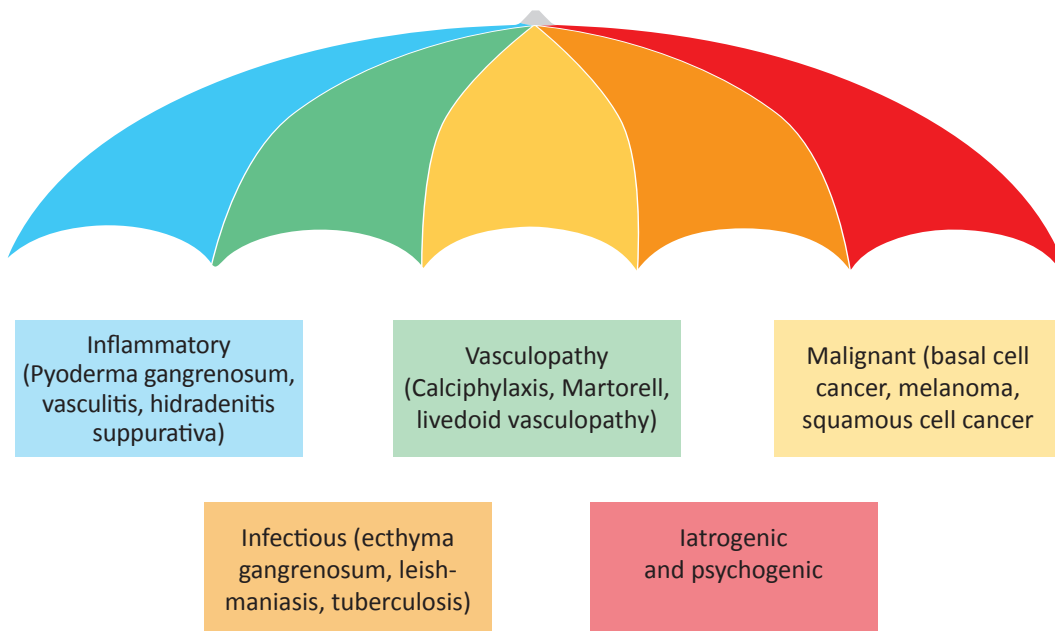 Inflammatory
(Pyoderma gangrenosum,
vasculitis, hidradenitis
suppurativa)
Vasculopathy
(Calciphylaxis, Martorell,
livedoid vasculopathy)
Malignant (basal cell
cancer, melanoma,
squamous cell cancer
Infectious (ecthyma
gangrenosum, leish-
maniasis, tuberculosis)
Iatrogenic
and psychogenic